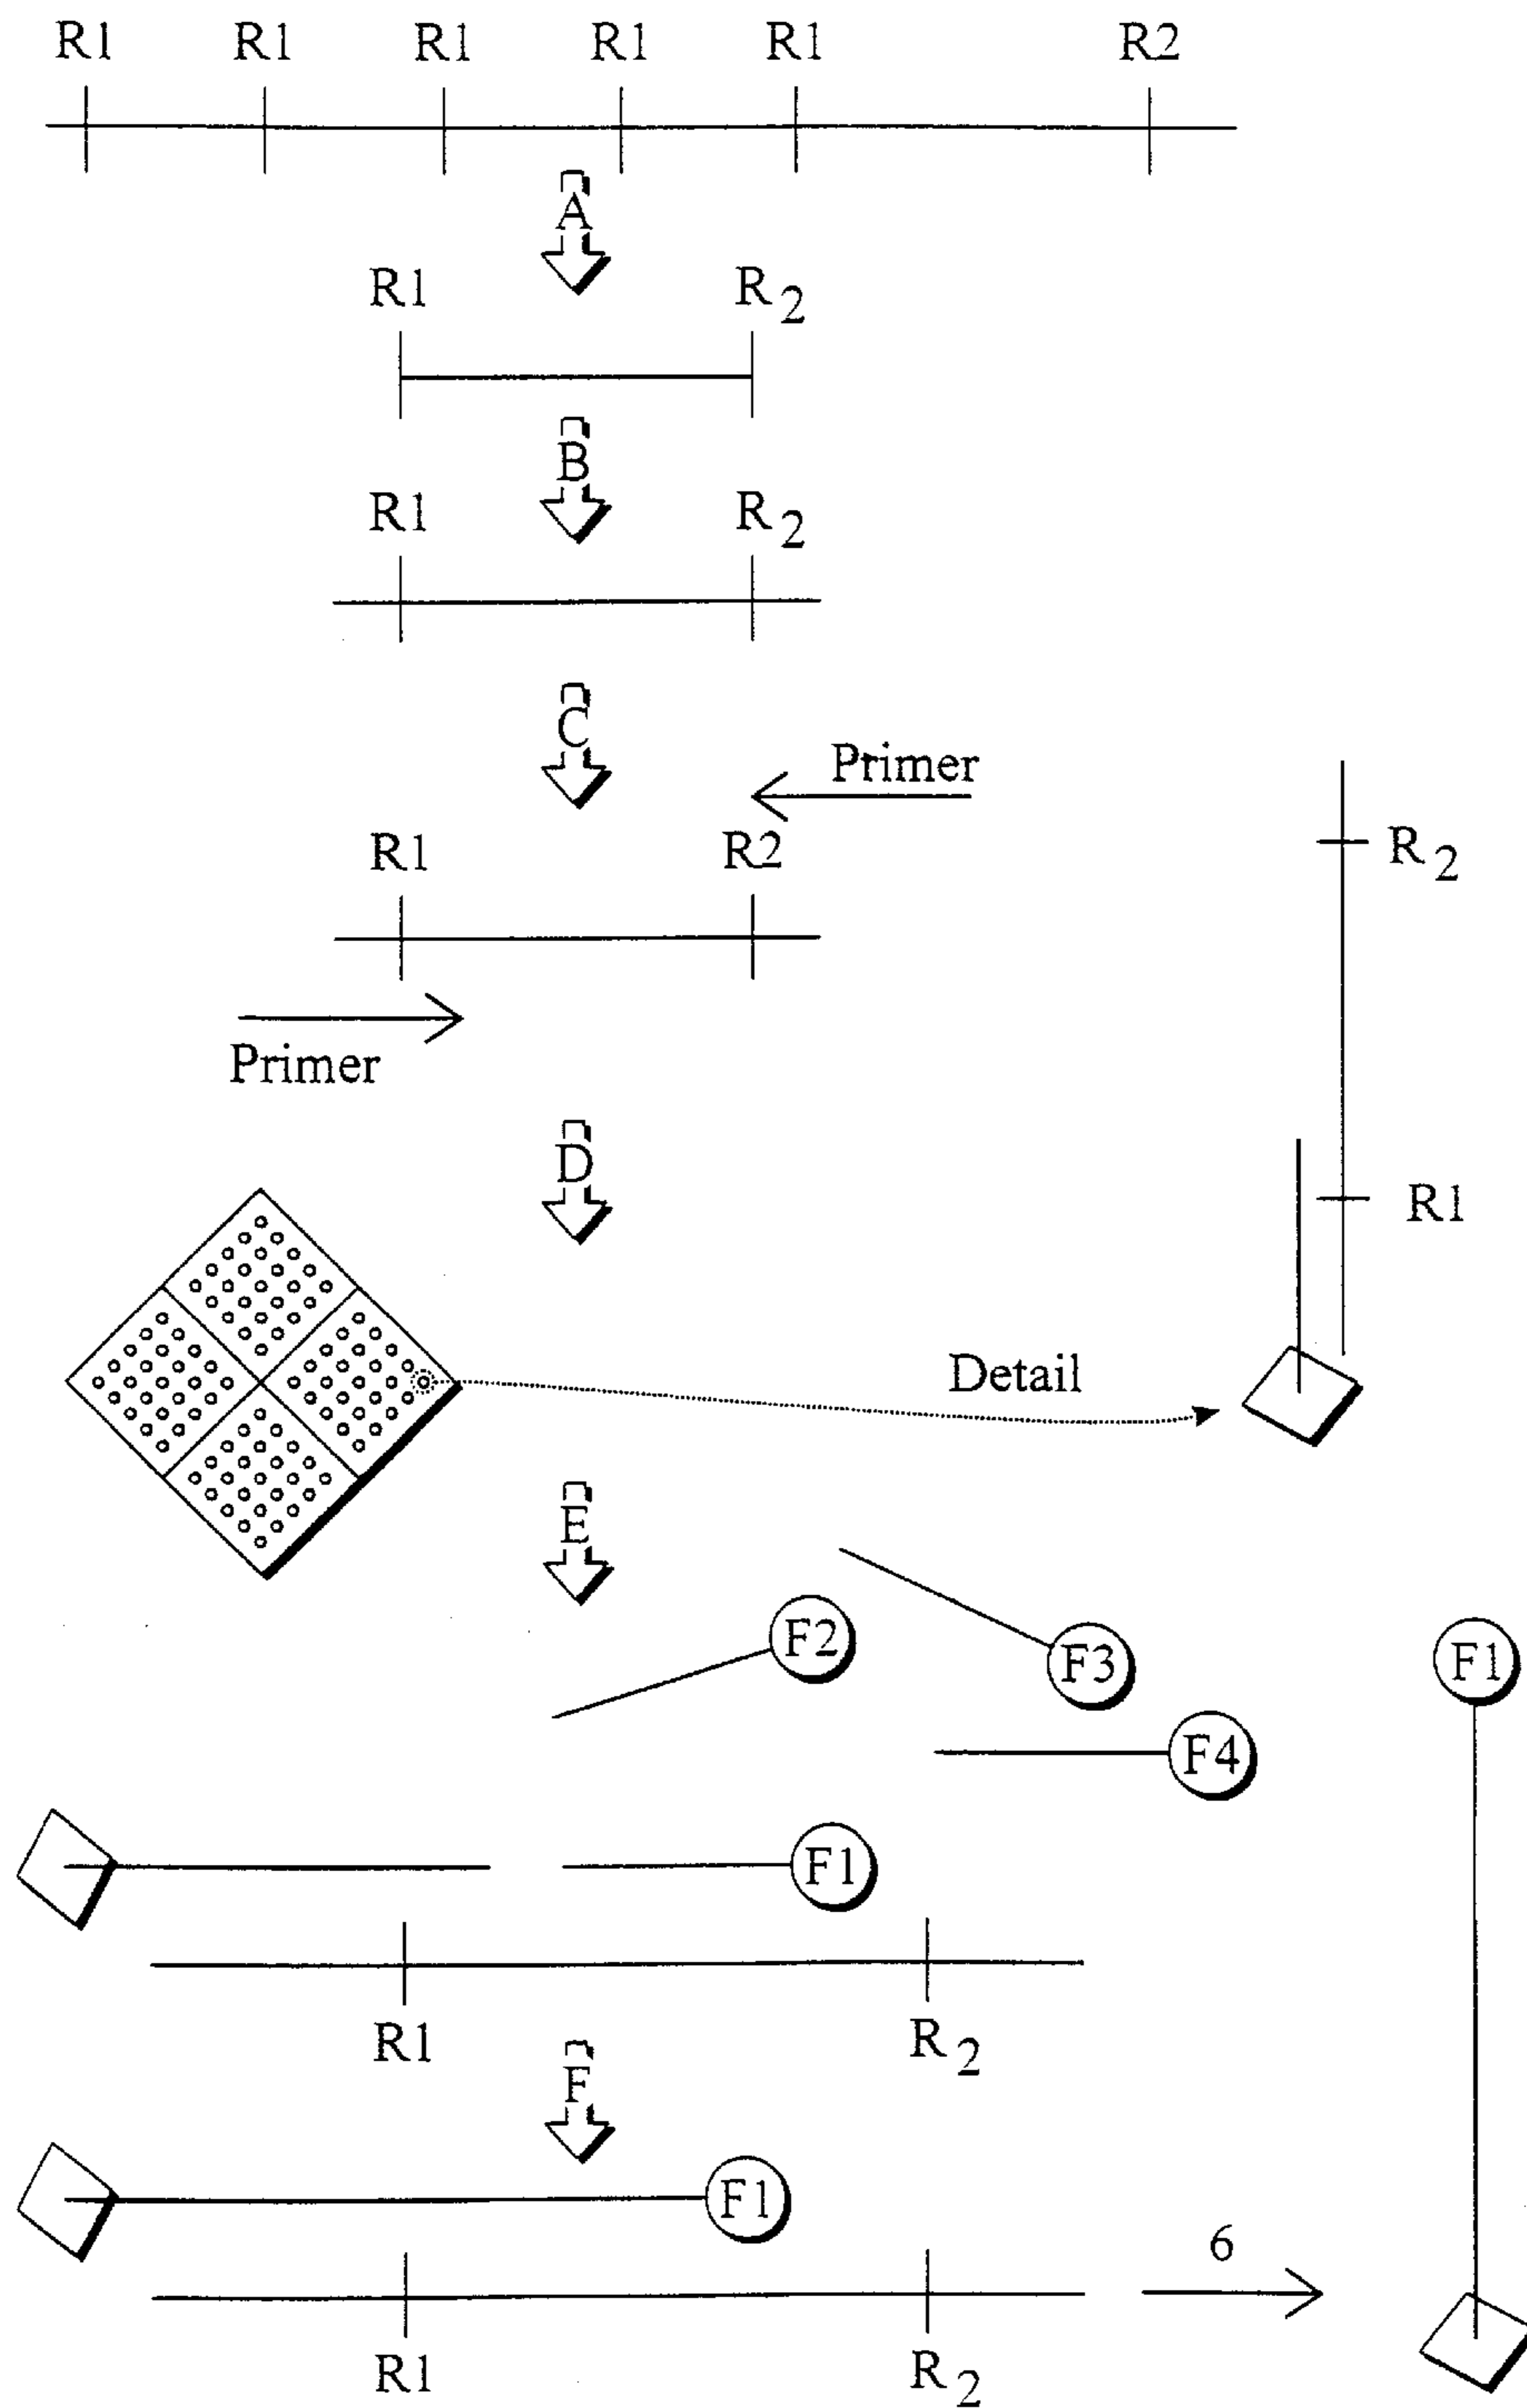 R1 R1 R1 R1 R1 R2
A
R1 R2
B
R1 R2
C
Primer
R1 R2
R2
Primer
R1
D
Detail
E
F2
F3
F1
F4
F1
R1 R2
F
F1
6
R1 R2